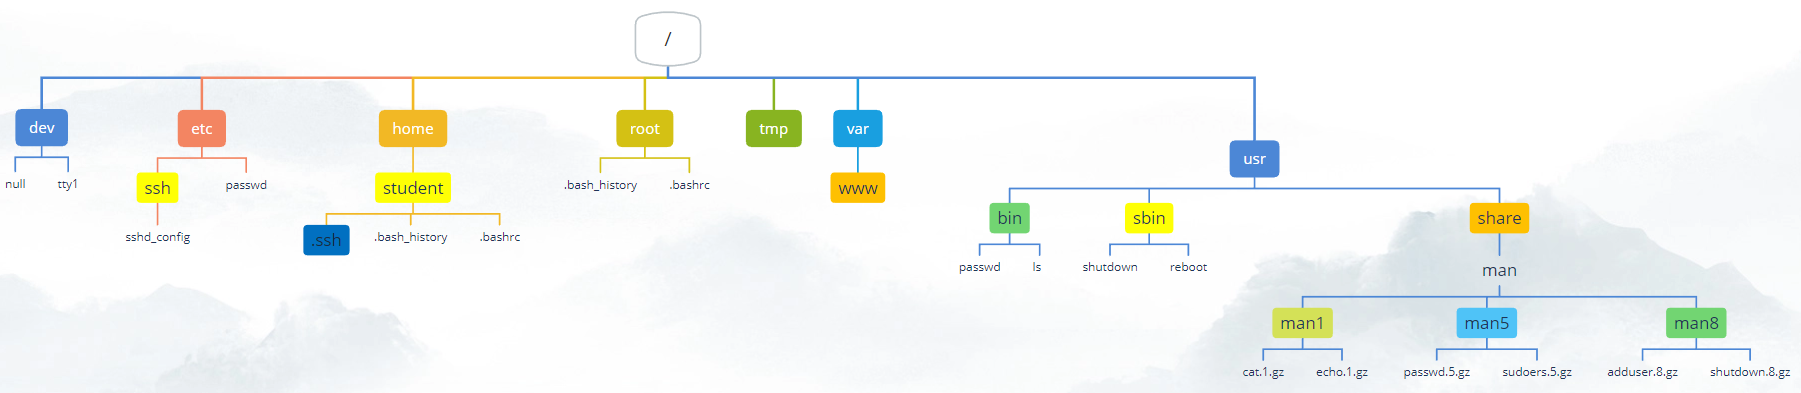 /
dev
etc
home
root
tmp
var
usr
null
tty1
ssh
passwd
student
.bash_history
.bashrc
www
sshd_config
.ssh
.bash_history
.bashrc
bin
sbin
share
passwd
ls
shutdown
reboot
man
man1
man5
man8
cat.1.gz
echo.1.gz
passwd.5.gz
sudoers.5.gz
adduser.8.gz
shutdown.8.gz